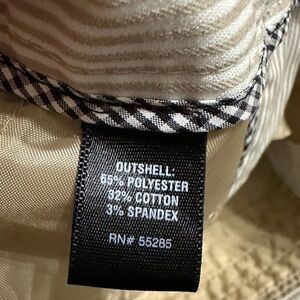 OUTSHELL:
65% POLYESTER
32% COTTON
3% SPANDEX
RN# 55285